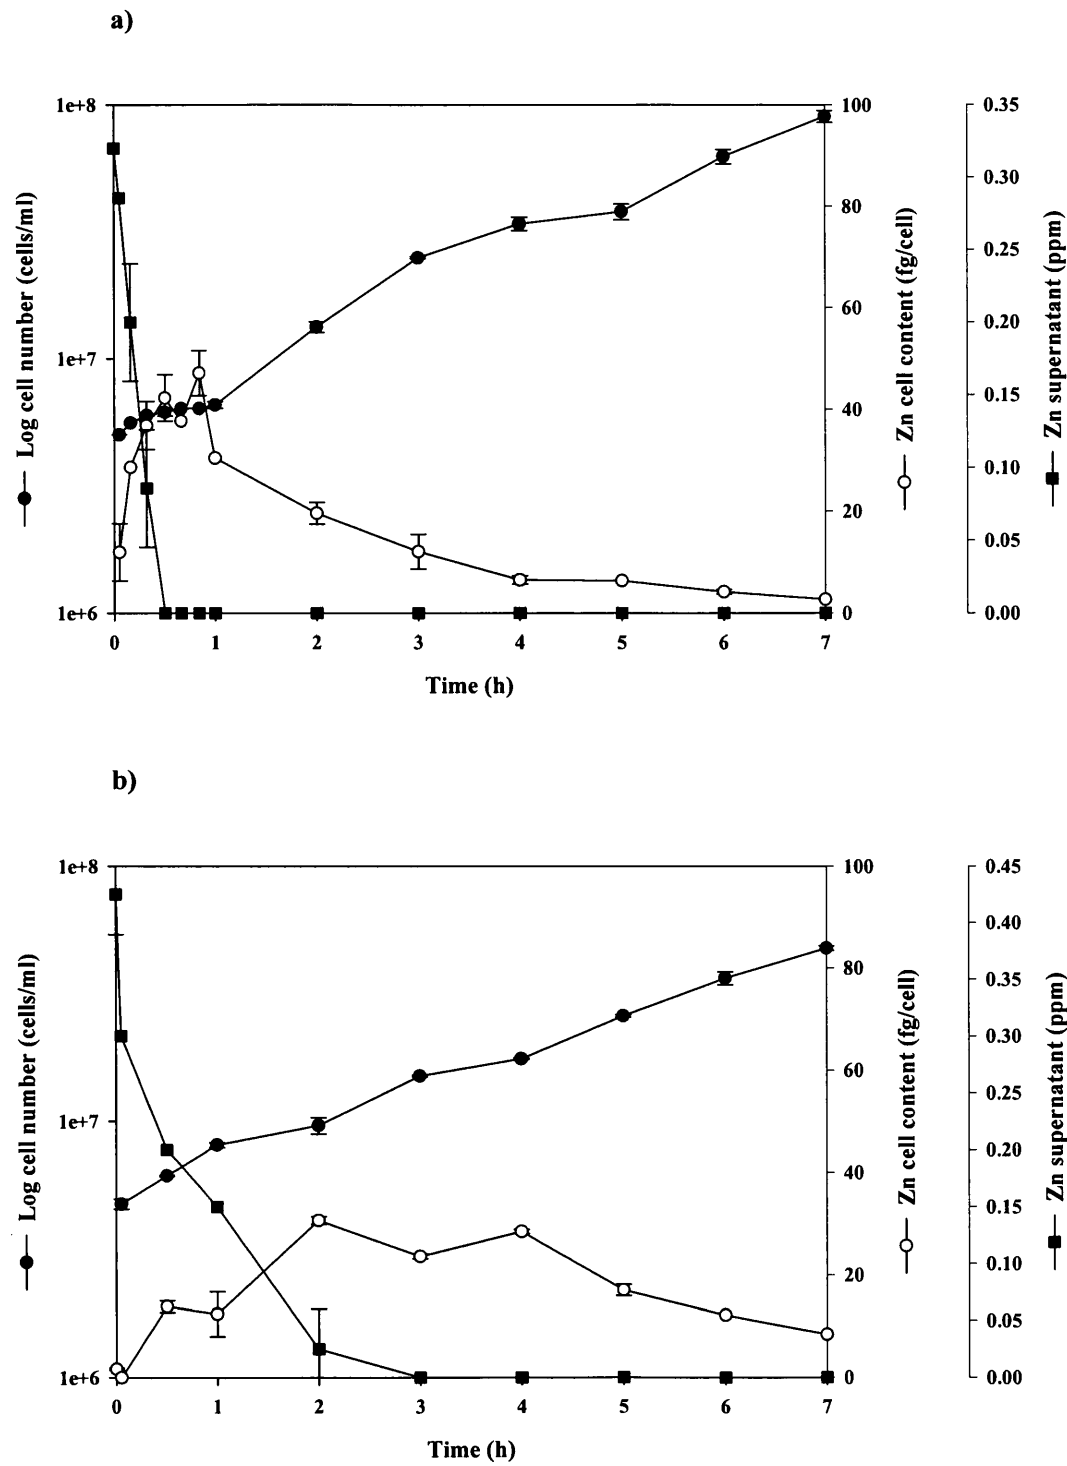 a)
1e+8
1e+7
1e+6
Log cell number (cells/ml)
0 1 2 3 4 5 6 7
Time (h)
100
80
60
40
20
0
Zn cell content (fg/cell)
0.35
0.30
0.25
0.20
0.15
0.10
0.05
0.00
Zn supernatant (ppm)
b)
1e+8
1e+7
1e+6
Log cell number (cells/ml)
0 1 2 3 4 5 6 7
Time (h)
100
80
60
40
20
0
Zn cell content (fg/cell)
0.45
0.40
0.35
0.30
0.25
0.20
0.15
0.10
0.05
0.00
Zn supernatant (ppm)